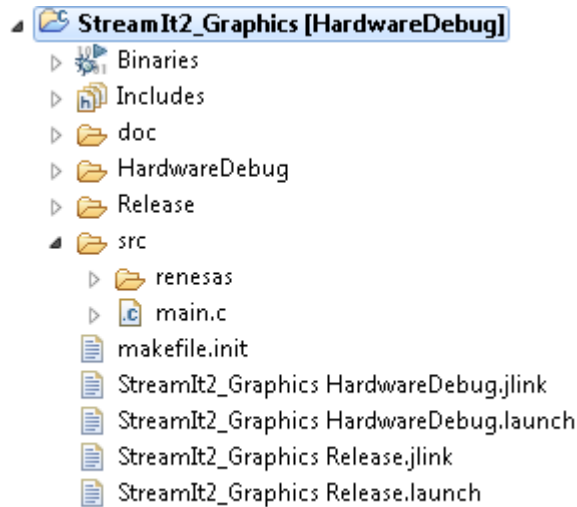 StreamIt2_Graphics [HardwareDebug]
Binaries
Includes
doc
HardwareDebug
Release
src
renesas
main.c
makefile.init
StreamIt2_Graphics HardwareDebug.jlink
StreamIt2_Graphics HardwareDebug.launch
StreamIt2_Graphics Release.jlink
StreamIt2_Graphics Release.launch